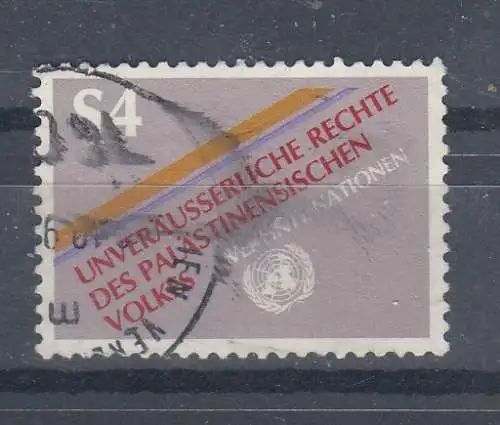 S4
UNVERÄUSSERLICHE RECHTE
DES PALÄSTINENSISCHEN
VOLKES
VEREINTE NATIONEN